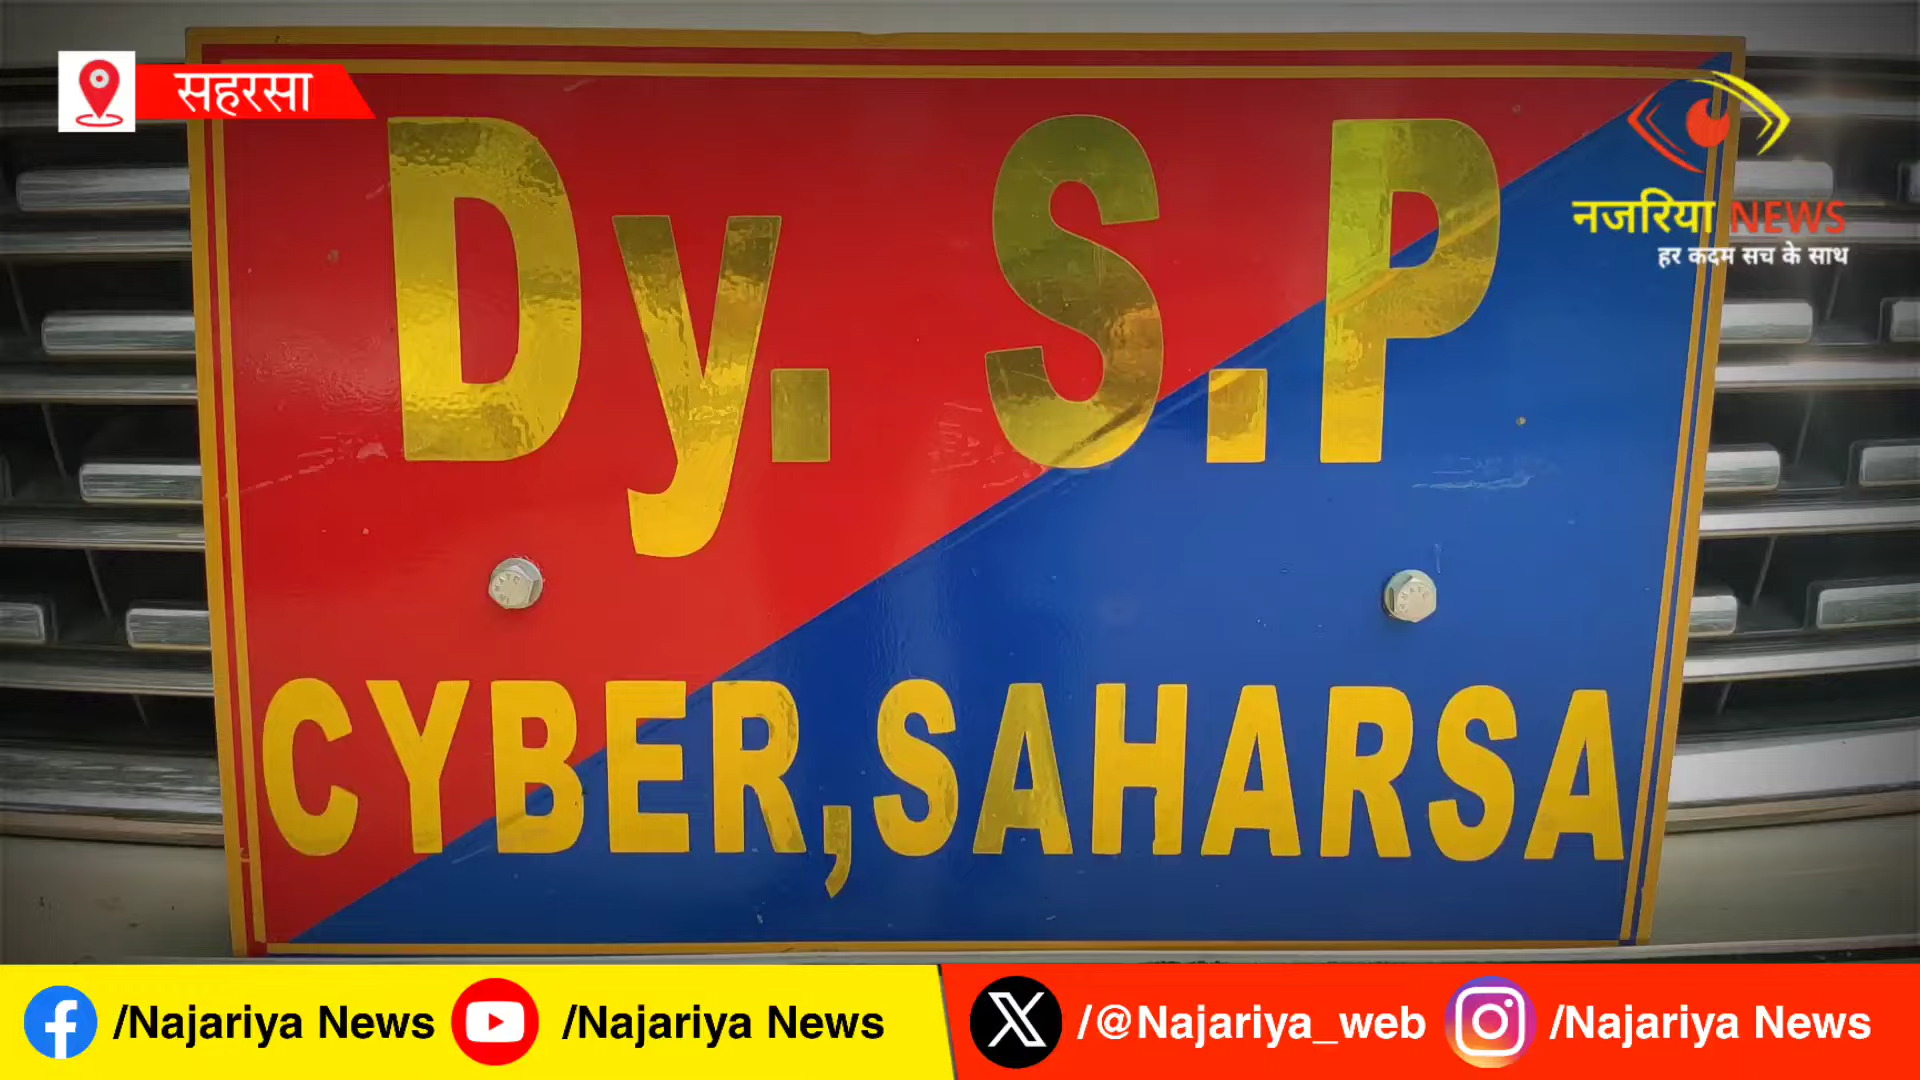 सहरसा
Dy. S.P
नजरिया NEWS
हर कदम सच के साथ
CYBER,SAHARSA
/Najariya News /Najariya News /@Najariya_web /Najariya News